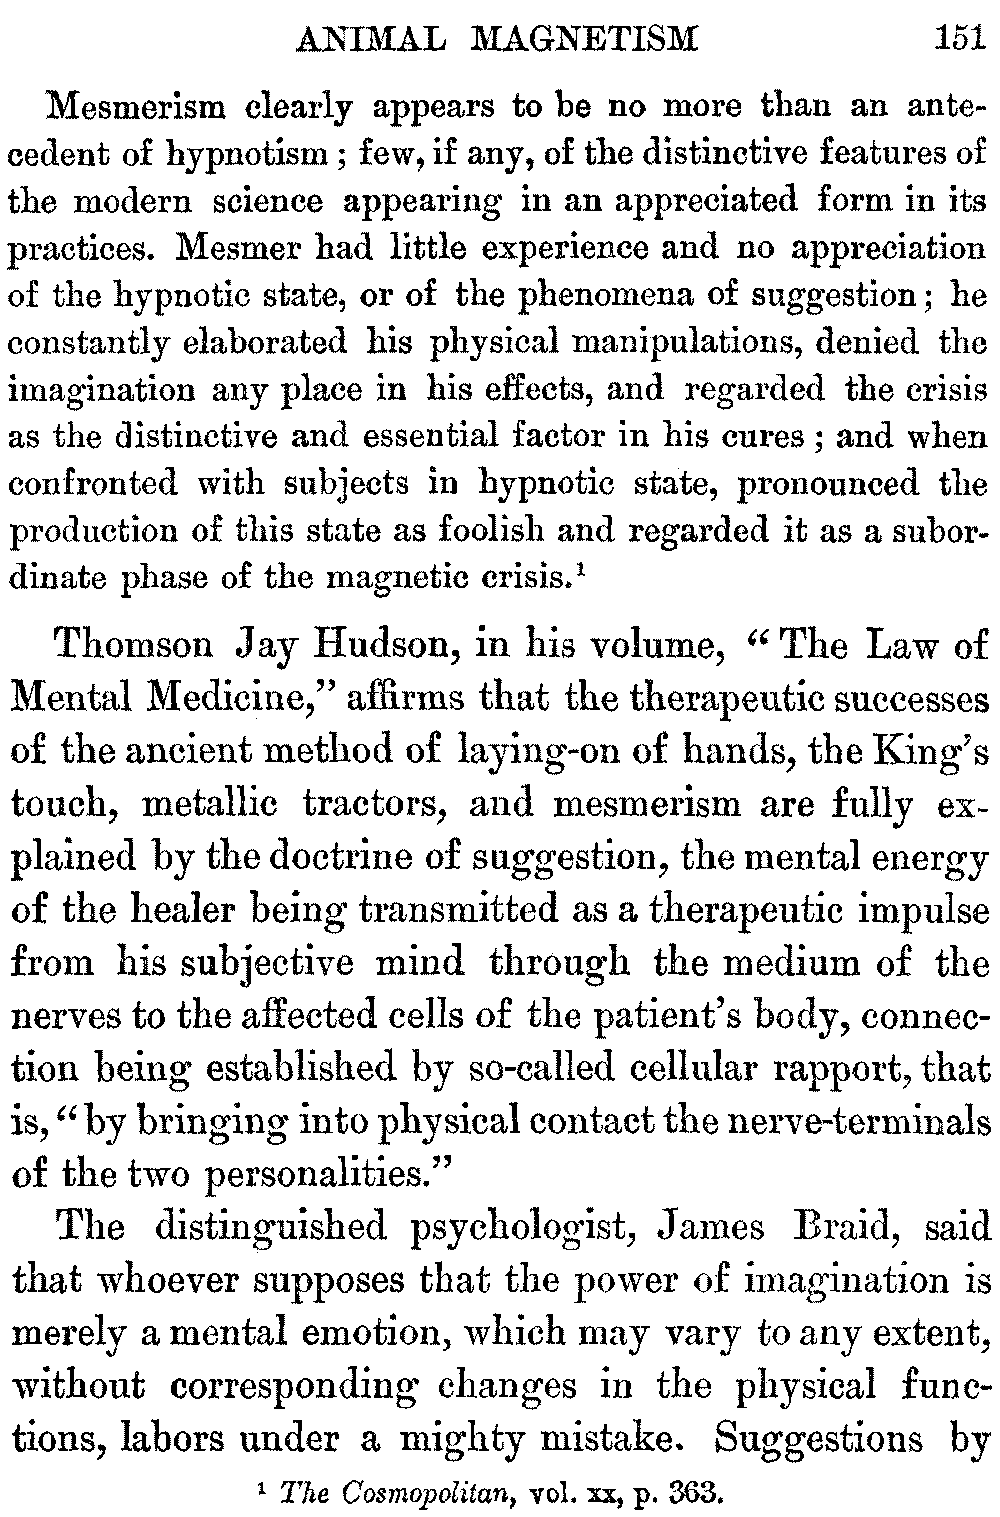 ANIMAL MAGNETISM 151
Mesmerism clearly appears to be no more than an ante-
cedent of hypnotism ; few, if any, of the distinctive features of
the modern science appearing in an appreciated form in its
practices. Mesmer had little experience and no appreciation
of the hypnotic state, or of the phenomena of suggestion ; he
constantly elaborated his physical manipulations, denied the
imagination any place in his effects, and regarded the crisis
as the distinctive and essential factor in his cures ; and when
confronted with subjects in hypnotic state, pronounced the
production of this state as foolish and regarded it as a subor-
dinate phase of the magnetic crisis.¹
Thomson Jay Hudson, in his volume, “ The Law of
Mental Medicine,” affirms that the therapeutic successes
of the ancient method of laying-on of hands, the King’s
touch, metallic tractors, and mesmerism are fully ex-
plained by the doctrine of suggestion, the mental energy
of the healer being transmitted as a therapeutic impulse
from his subjective mind through the medium of the
nerves to the affected cells of the patient’s body, connec-
tion being established by so-called cellular rapport, that
is, “ by bringing into physical contact the nerve-terminals
of the two personalities.”
The distinguished psychologist, James Braid, said
that whoever supposes that the power of imagination is
merely a mental emotion, which may vary to any extent,
without corresponding changes in the physical func-
tions, labors under a mighty mistake. Suggestions by
¹ The Cosmopolitan, vol. xx, p. 363.